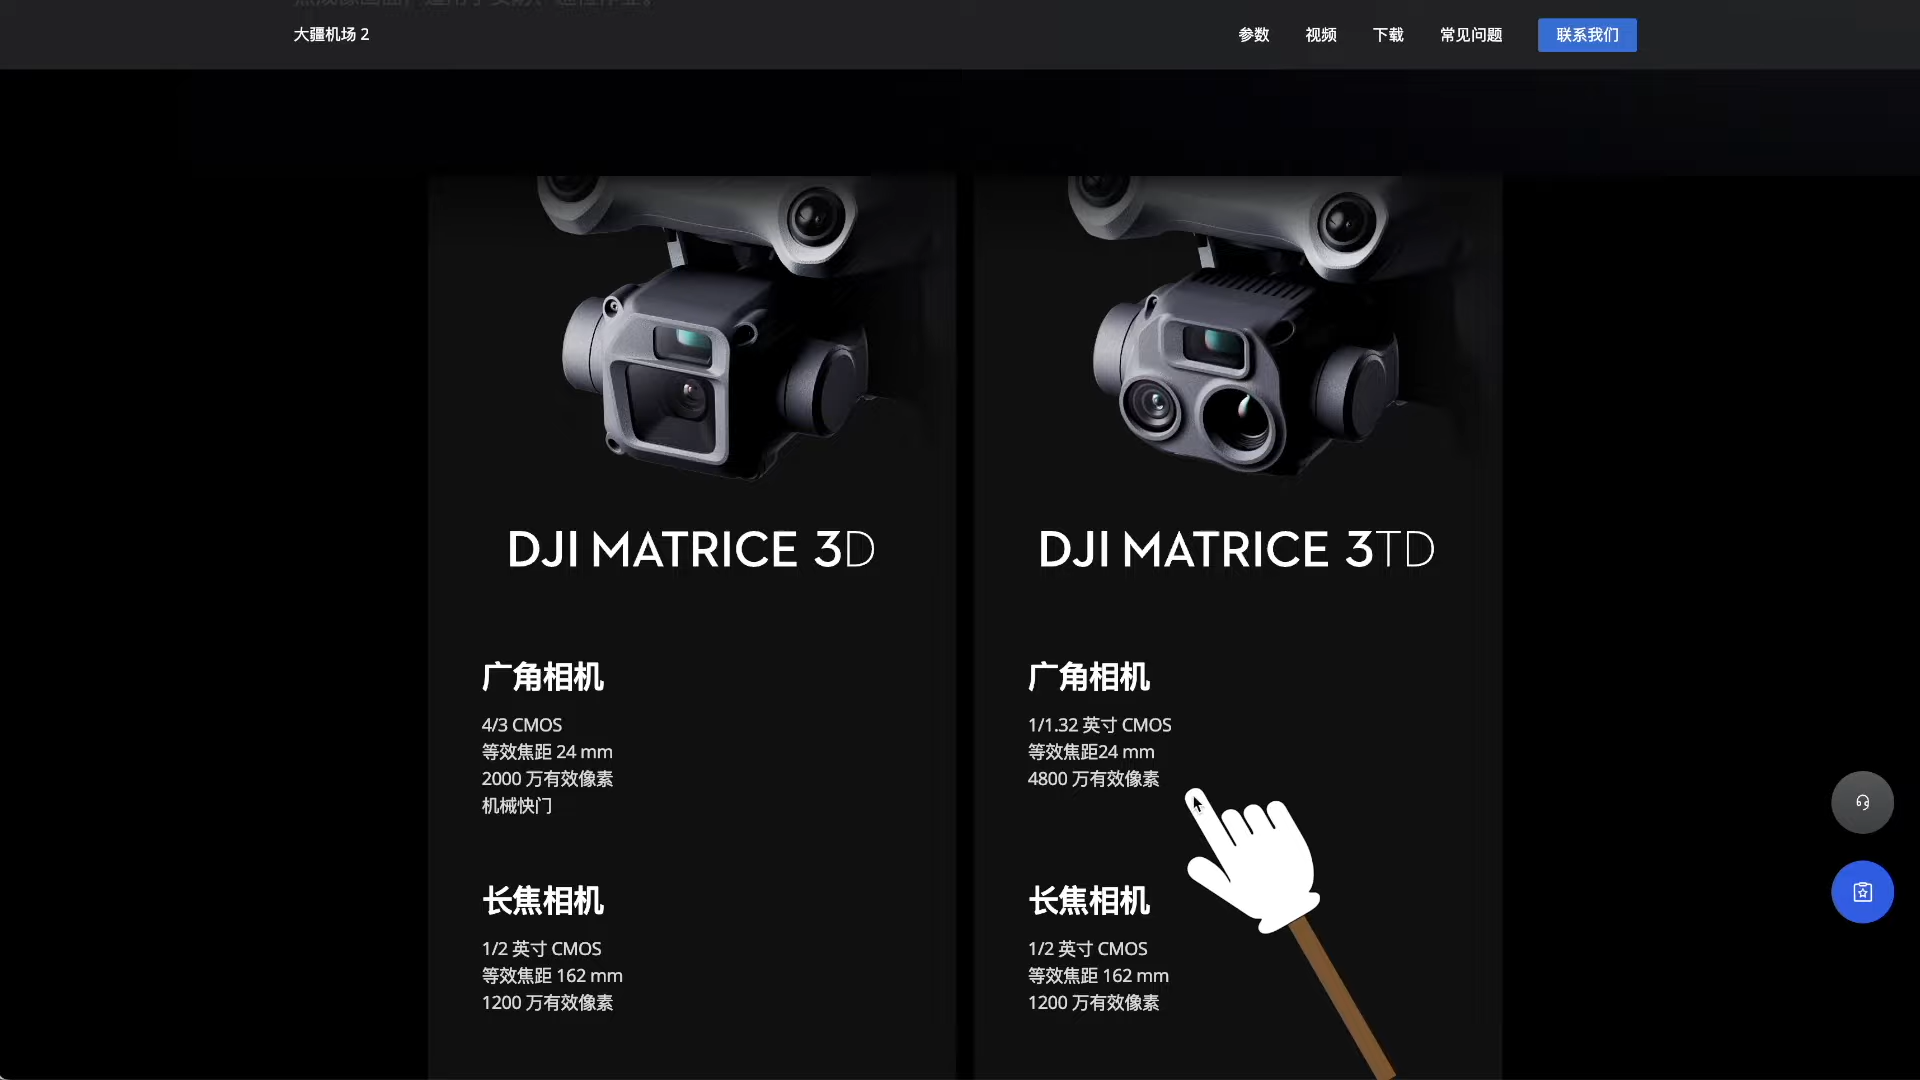 大疆机场 2
参数
视频
下载
常见问题
联系我们
DJI MATRICE 3D
DJI MATRICE 3TD
广角相机
4/3 CMOS
等效焦距 24 mm
2000 万有效像素
机械快门
广角相机
1/1.32 英寸 CMOS
等效焦距24 mm
4800 万有效像素
长焦相机
1/2 英寸 CMOS
等效焦距 162 mm
1200 万有效像素
长焦相机
1/2 英寸 CMOS
等效焦距 162 mm
1200 万有效像素